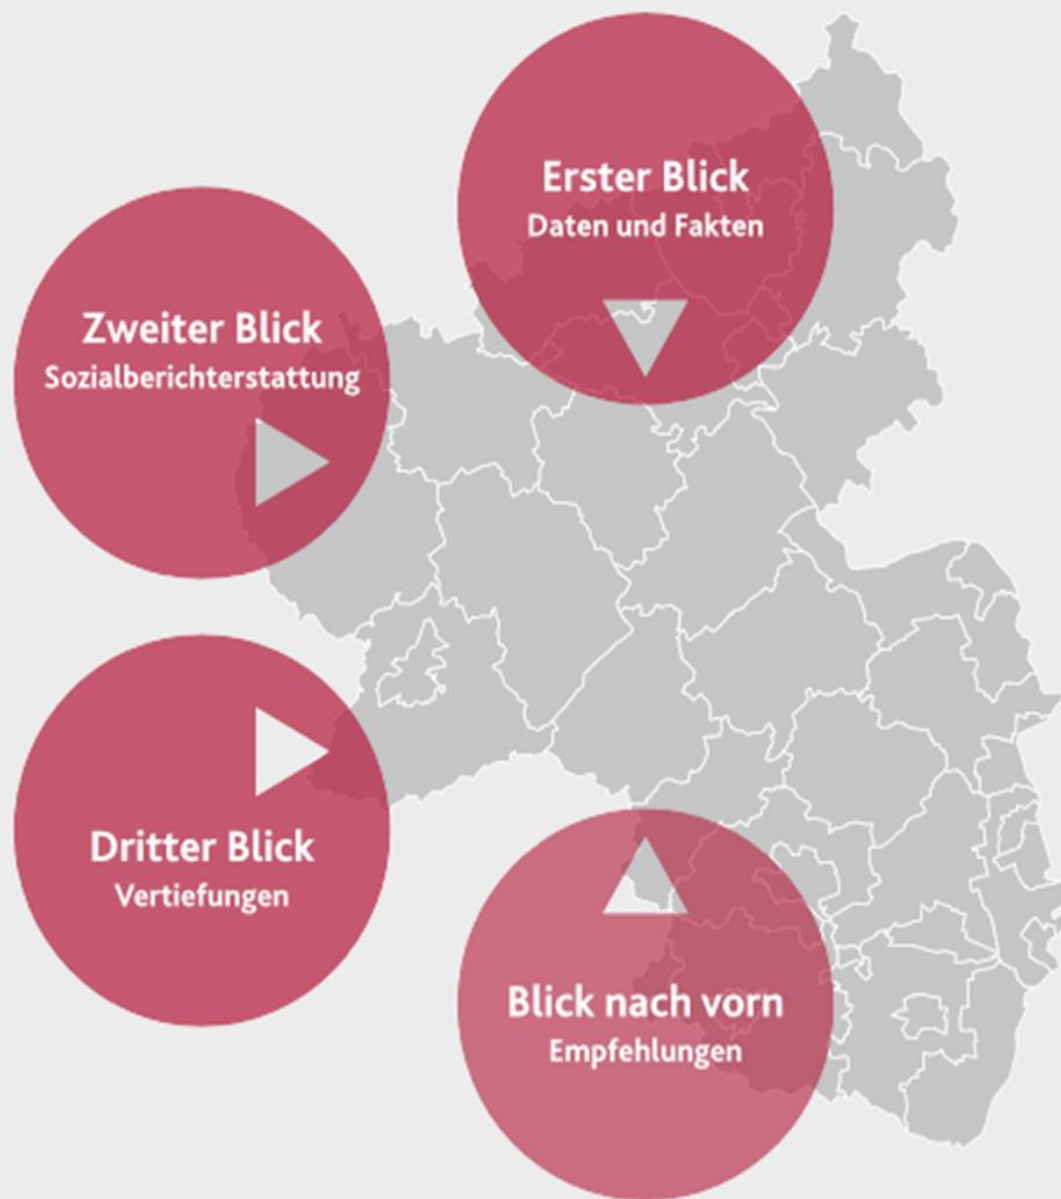 Erster Blick
Daten und Fakten
Zweiter Blick
Sozialberichterstattung
Dritter Blick
Vertiefungen
Blick nach vorn
Empfehlungen